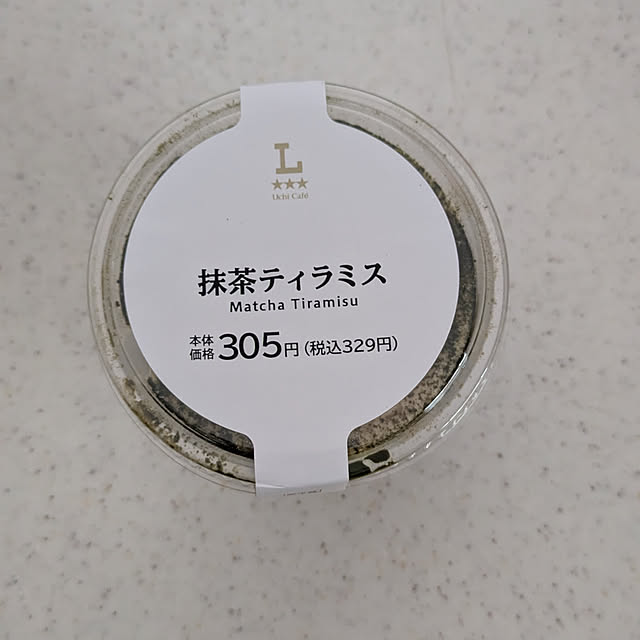 L
★★★
Uchi Café
抹茶ティラミス
Matcha Tiramisu
本体価格 305円 (税込329円)